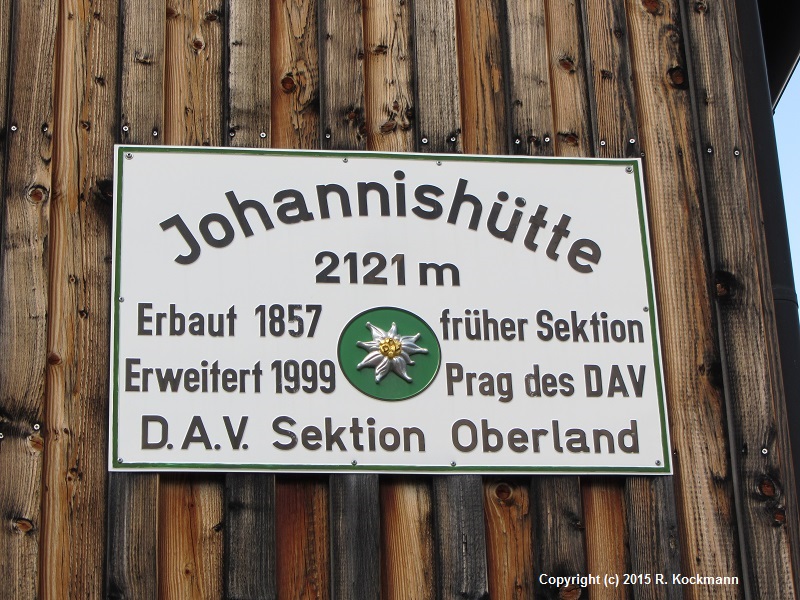 Johannishütte
2121 m
Erbaut 1857 früher Sektion
Erweitert 1999 Prag des DAV
D.A.V. Sektion Oberland
Copyright (c) 2015 R. Kockmann